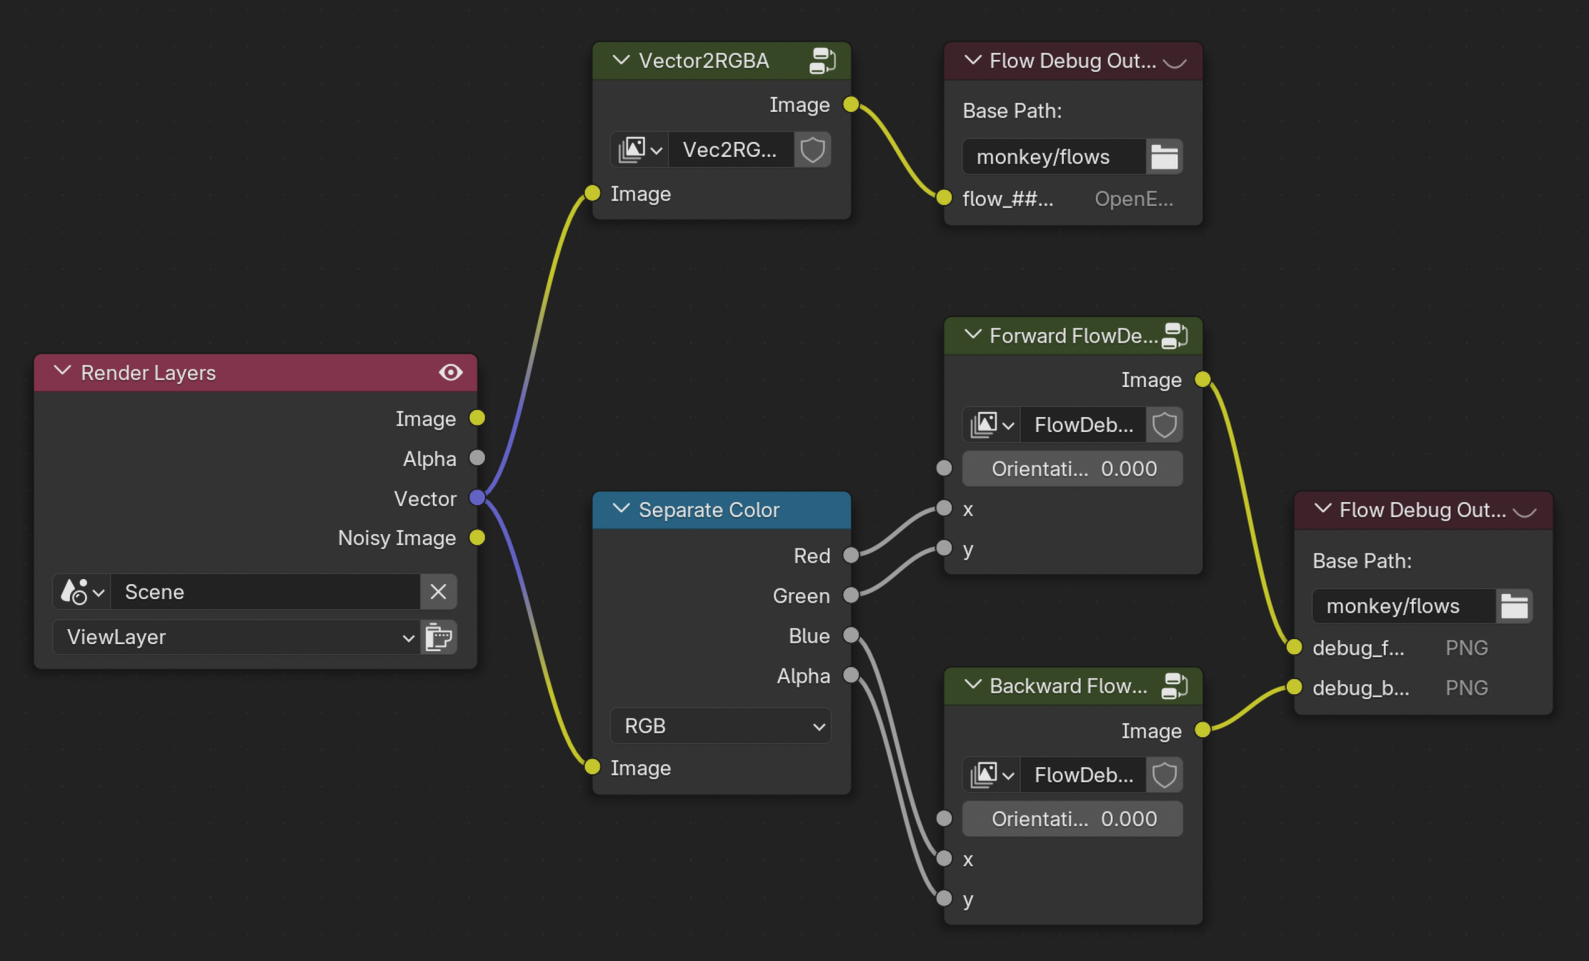 Vector2RGBA
Image
Vec2RG...
Image
Flow Debug Out...
Base Path:
monkey/flows
flow_##... OpenE...
Render Layers
Image
Alpha
Vector
Noisy Image
Scene
ViewLayer
Separate Color
Red
Green
Blue
Alpha
RGB
Image
Forward FlowDe...
Image
FlowDeb...
Orientati... 0.000
x
y
Backward Flow...
Image
FlowDeb...
Orientati... 0.000
x
y
Flow Debug Out...
Base Path:
monkey/flows
debug_f... PNG
debug_b... PNG